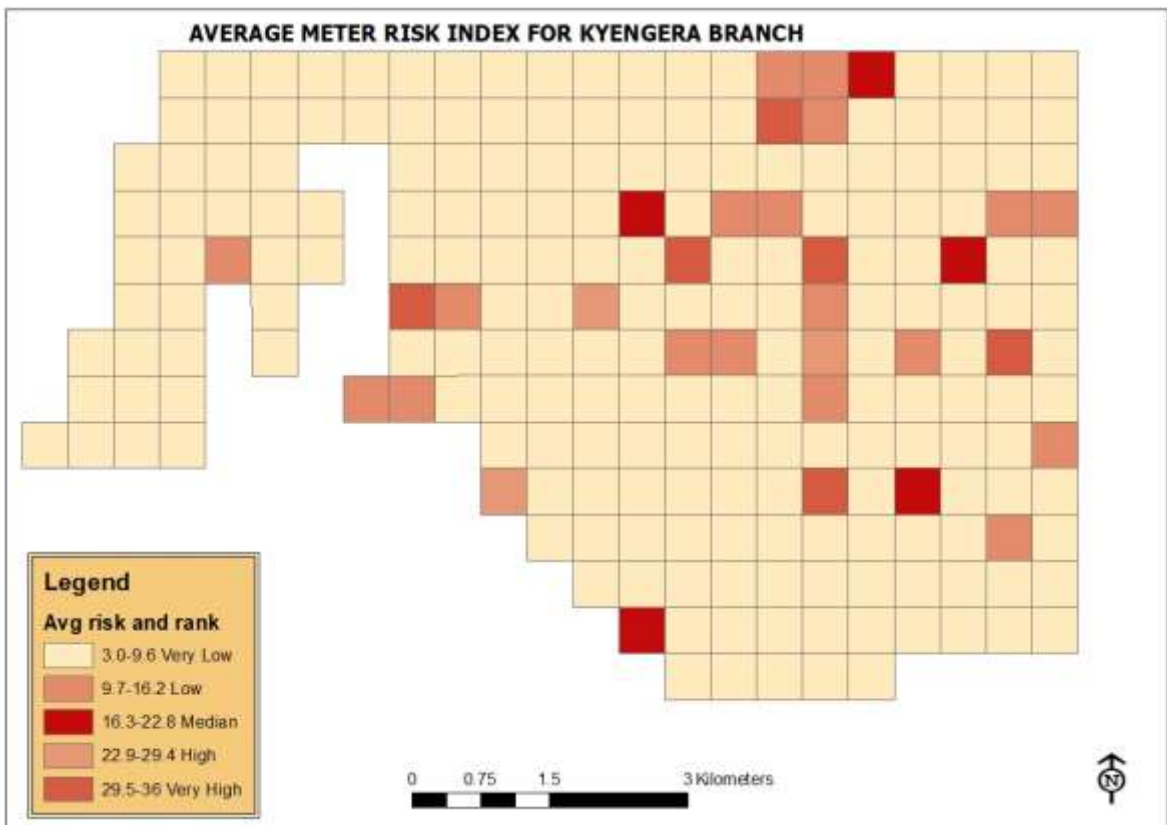 AVERAGE METER RISK INDEX FOR KYENGERA BRANCH
Legend
Avg risk and rank
3.0-9.6 Very Low
9.7-16.2 Low
16.3-22.8 Median
22.9-29.4 High
29.5-36 Very High
0 0.75 1.5 3 Kilometers
N